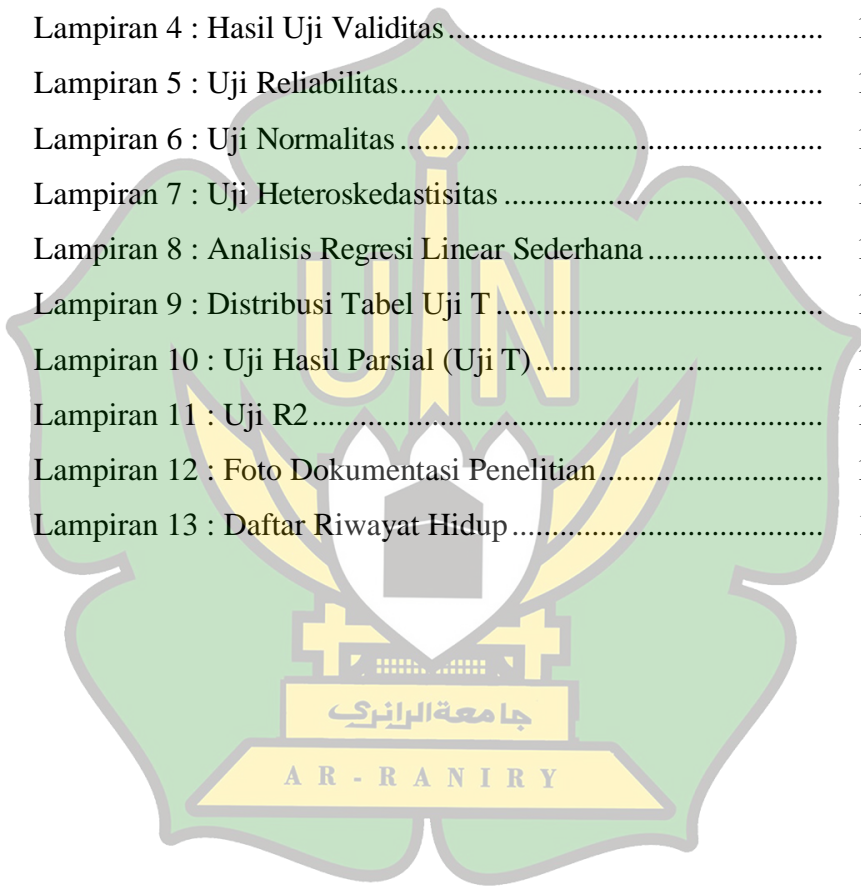 Lampiran 4 : Hasil Uji Validitas ...............................................
Lampiran 5 : Uji Reliabilitas.....................................................
Lampiran 6 : Uji Normalitas .....................................................
Lampiran 7 : Uji Heteroskedastisitas ........................................
Lampiran 8 : Analisis Regresi Linear Sederhana ......................
Lampiran 9 : Distribusi Tabel Uji T .........................................
Lampiran 10 : Uji Hasil Parsial (Uji T) ....................................
Lampiran 11 : Uji R2................................................................
Lampiran 12 : Foto Dokumentasi Penelitian ............................
Lampiran 13 : Daftar Riwayat Hidup .......................................
UIN
جامعة الرانري
AR-RANIRY